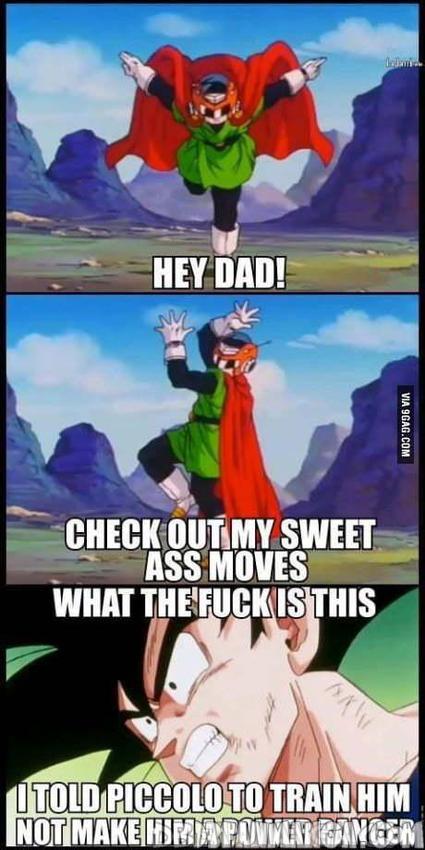 HEY DAD!
VIA 9GAG.COM
CHECK OUT MY SWEET
ASS MOVES
WHAT THE FUCK IS THIS
I TOLD PICCOLO TO TRAIN HIM
NOT MAKE HIM A POWER RANGER